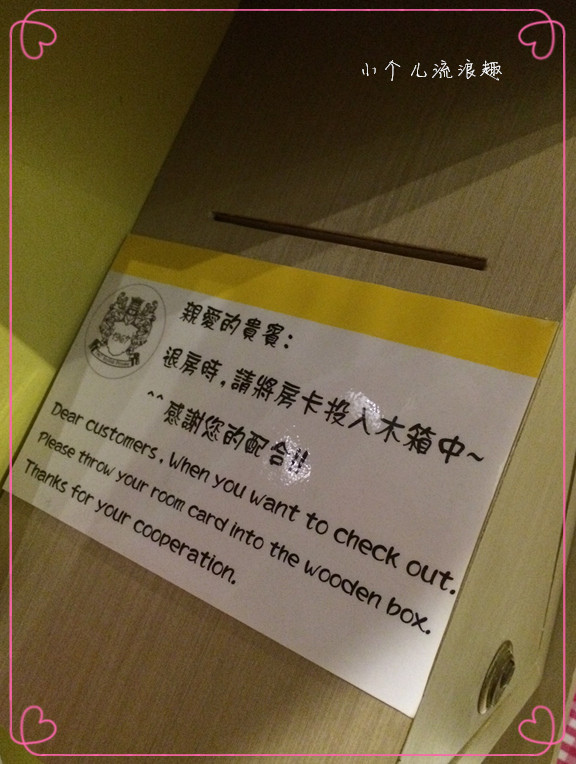 小个儿流浪趣
1967
親愛的貴賓：
退房時，請將房卡投入木箱中~
^^感謝您的配合!!
Dear customers , when you want to check out.
Please throw your room card into the wooden box.
Thanks for your cooperation.